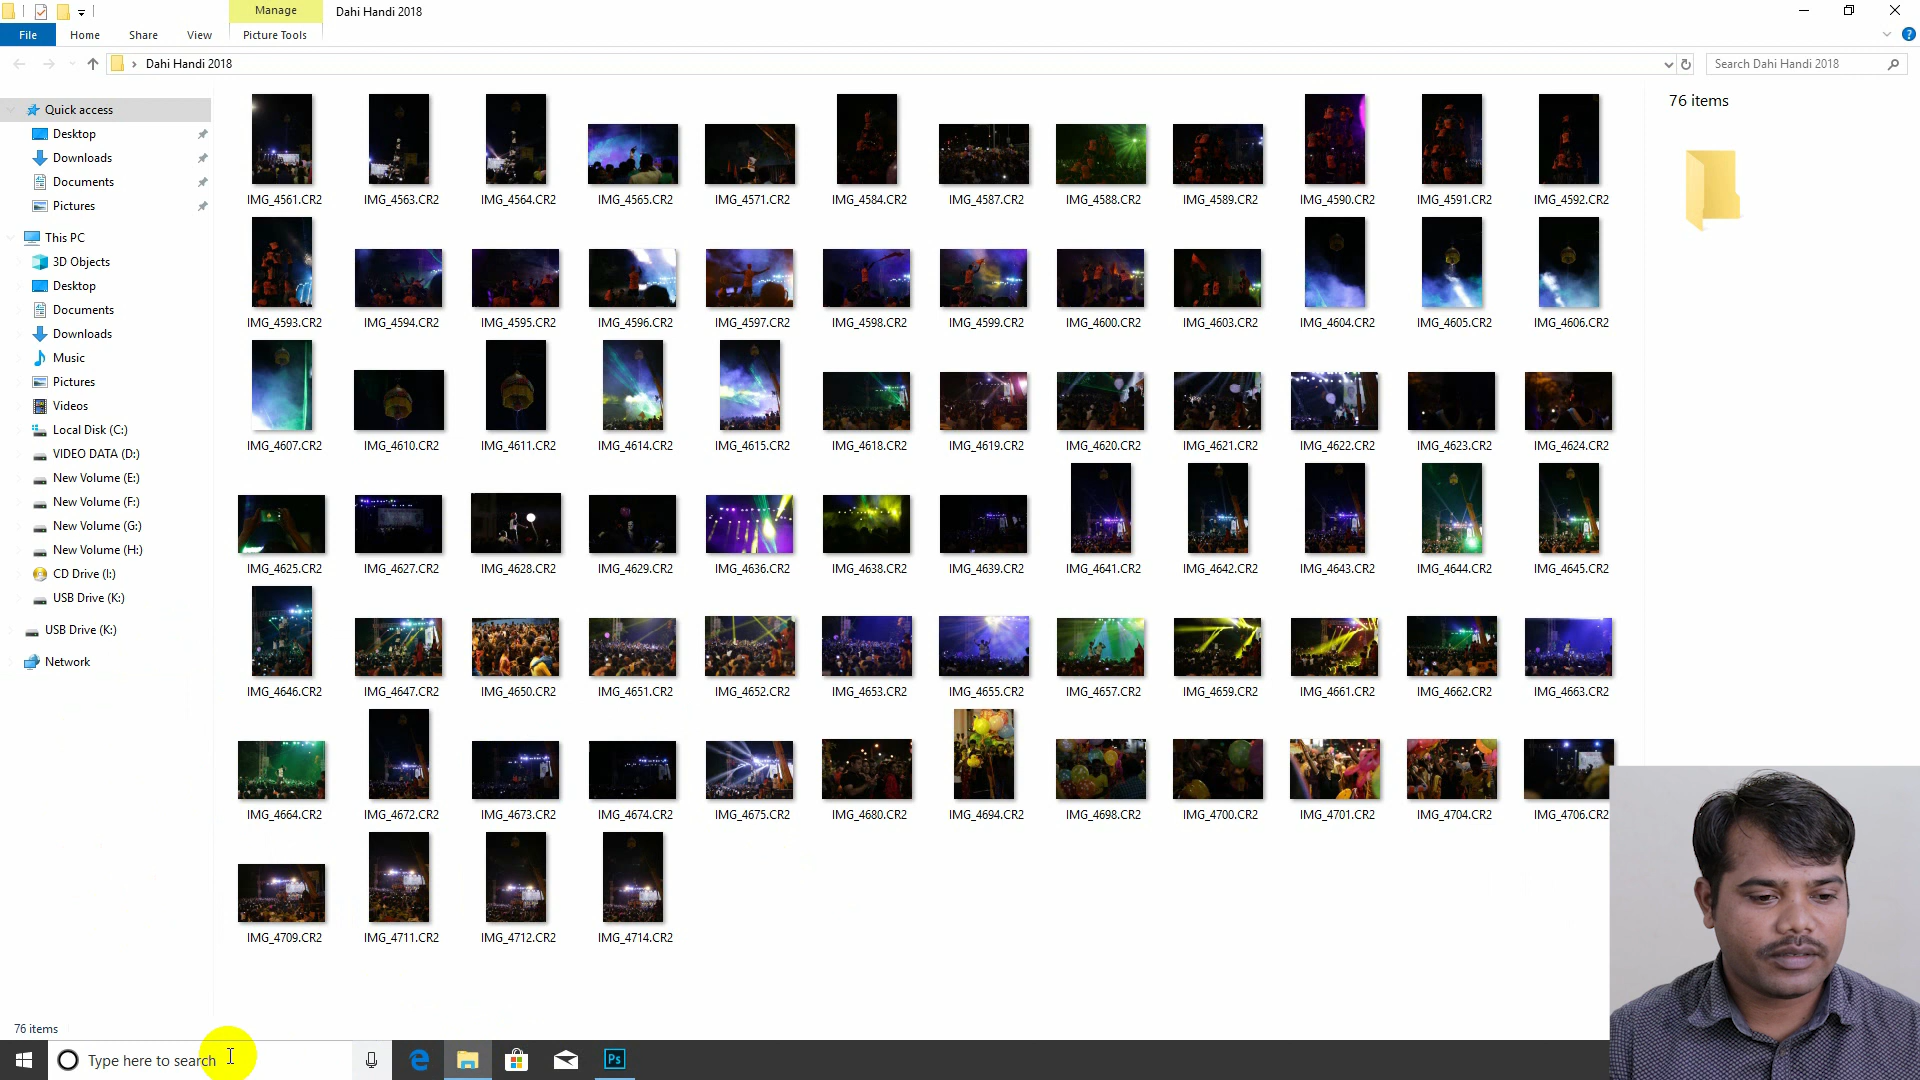 Manage
Dahi Handi 2018
File
Home
Share
View
Picture Tools
Dahi Handi 2018
Search Dahi Handi 2018
Quick access
Desktop
Downloads
Documents
Pictures
This PC
3D Objects
Desktop
Documents
Downloads
Music
Pictures
Videos
Local Disk (C:)
VIDEO DATA (D:)
New Volume (E:)
New Volume (F:)
New Volume (G:)
New Volume (H:)
CD Drive (I:)
USB Drive (K:)
USB Drive (K:)
Network
IMG_4561.CR2 IMG_4563.CR2 IMG_4564.CR2 IMG_4565.CR2 IMG_4571.CR2 IMG_4584.CR2 IMG_4587.CR2 IMG_4588.CR2 IMG_4589.CR2 IMG_4590.CR2 IMG_4591.CR2 IMG_4592.CR2
IMG_4593.CR2 IMG_4594.CR2 IMG_4595.CR2 IMG_4596.CR2 IMG_4597.CR2 IMG_4598.CR2 IMG_4599.CR2 IMG_4600.CR2 IMG_4603.CR2 IMG_4604.CR2 IMG_4605.CR2 IMG_4606.CR2
IMG_4607.CR2 IMG_4610.CR2 IMG_4611.CR2 IMG_4614.CR2 IMG_4615.CR2 IMG_4618.CR2 IMG_4619.CR2 IMG_4620.CR2 IMG_4621.CR2 IMG_4622.CR2 IMG_4623.CR2 IMG_4624.CR2
IMG_4625.CR2 IMG_4627.CR2 IMG_4628.CR2 IMG_4629.CR2 IMG_4636.CR2 IMG_4638.CR2 IMG_4639.CR2 IMG_4641.CR2 IMG_4642.CR2 IMG_4643.CR2 IMG_4644.CR2 IMG_4645.CR2
IMG_4646.CR2 IMG_4647.CR2 IMG_4650.CR2 IMG_4651.CR2 IMG_4652.CR2 IMG_4653.CR2 IMG_4655.CR2 IMG_4657.CR2 IMG_4659.CR2 IMG_4661.CR2 IMG_4662.CR2 IMG_4663.CR2
IMG_4664.CR2 IMG_4672.CR2 IMG_4673.CR2 IMG_4674.CR2 IMG_4675.CR2 IMG_4680.CR2 IMG_4694.CR2 IMG_4698.CR2 IMG_4700.CR2 IMG_4701.CR2 IMG_4704.CR2 IMG_4706.CR2
IMG_4709.CR2 IMG_4711.CR2 IMG_4712.CR2 IMG_4714.CR2
76 items
76 items
Type here to search
Ps